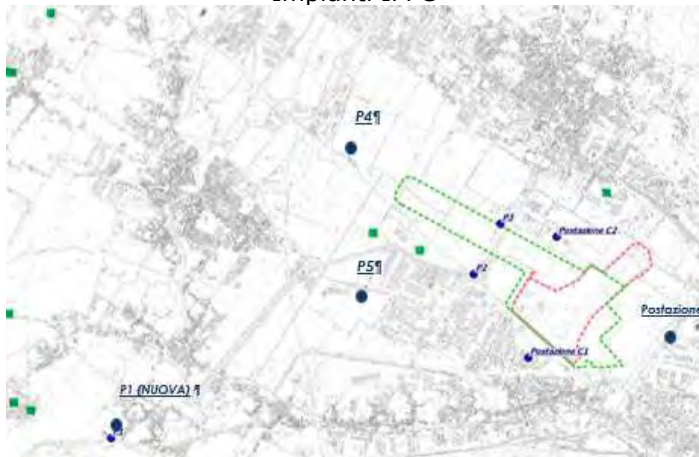 P4¶
P3
Postazione C2
P2
P5¶
Postazione
Postazione C1
P1 (NUOVA) ¶